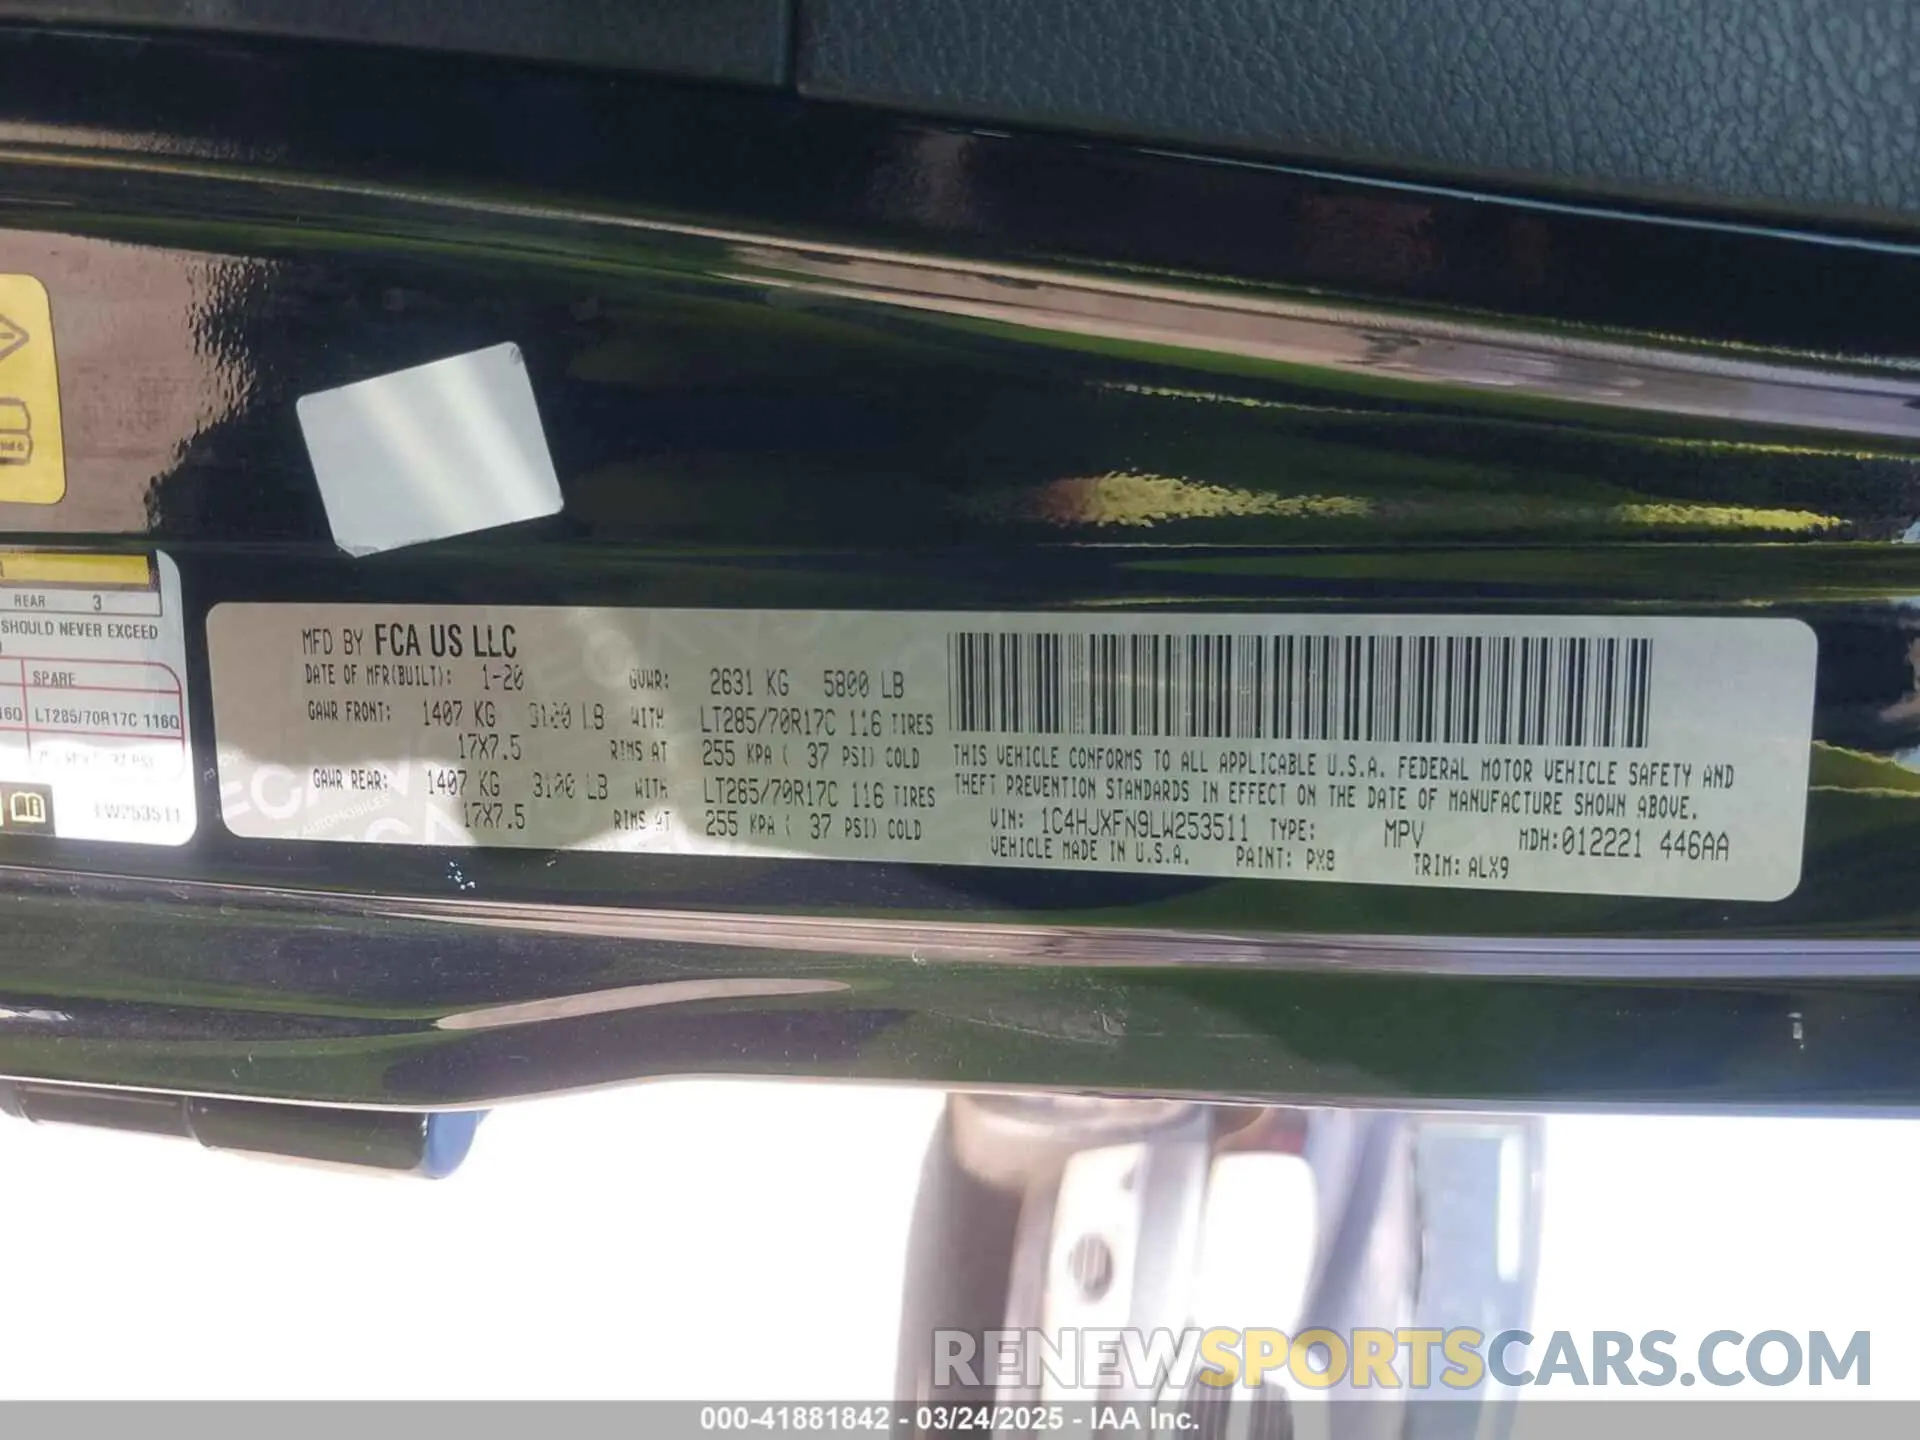 REAR 3
SHOULD NEVER EXCEED
SPARE
LT285/70R17C 116Q
LW253511
MFD BY FCA US LLC
DATE OF MFR(BUILT): 1-20 GVWR: 2631 KG 5800 LB
GAWR FRONT: 1407 KG 3100 LB WITH LT285/70R17C 116 TIRES
17X7.5 RIMS AT 255 KPA ( 37 PSI) COLD
GAWR REAR: 1407 KG 3100 LB WITH LT285/70R17C 116 TIRES
17X7.5 RIMS AT 255 KPA ( 37 PSI) COLD
THIS VEHICLE CONFORMS TO ALL APPLICABLE U.S.A. FEDERAL MOTOR VEHICLE SAFETY AND
THEFT PREVENTION STANDARDS IN EFFECT ON THE DATE OF MANUFACTURE SHOWN ABOVE.
VIN: 1C4HJXFN9LW253511 TYPE: MPV MDH:012221 446AA
VEHICLE MADE IN U.S.A. PAINT: PX8 TRIM: ALX9
RENEWSPORTSCARS.COM
000-41881842 - 03/24/2025 - IAA Inc.